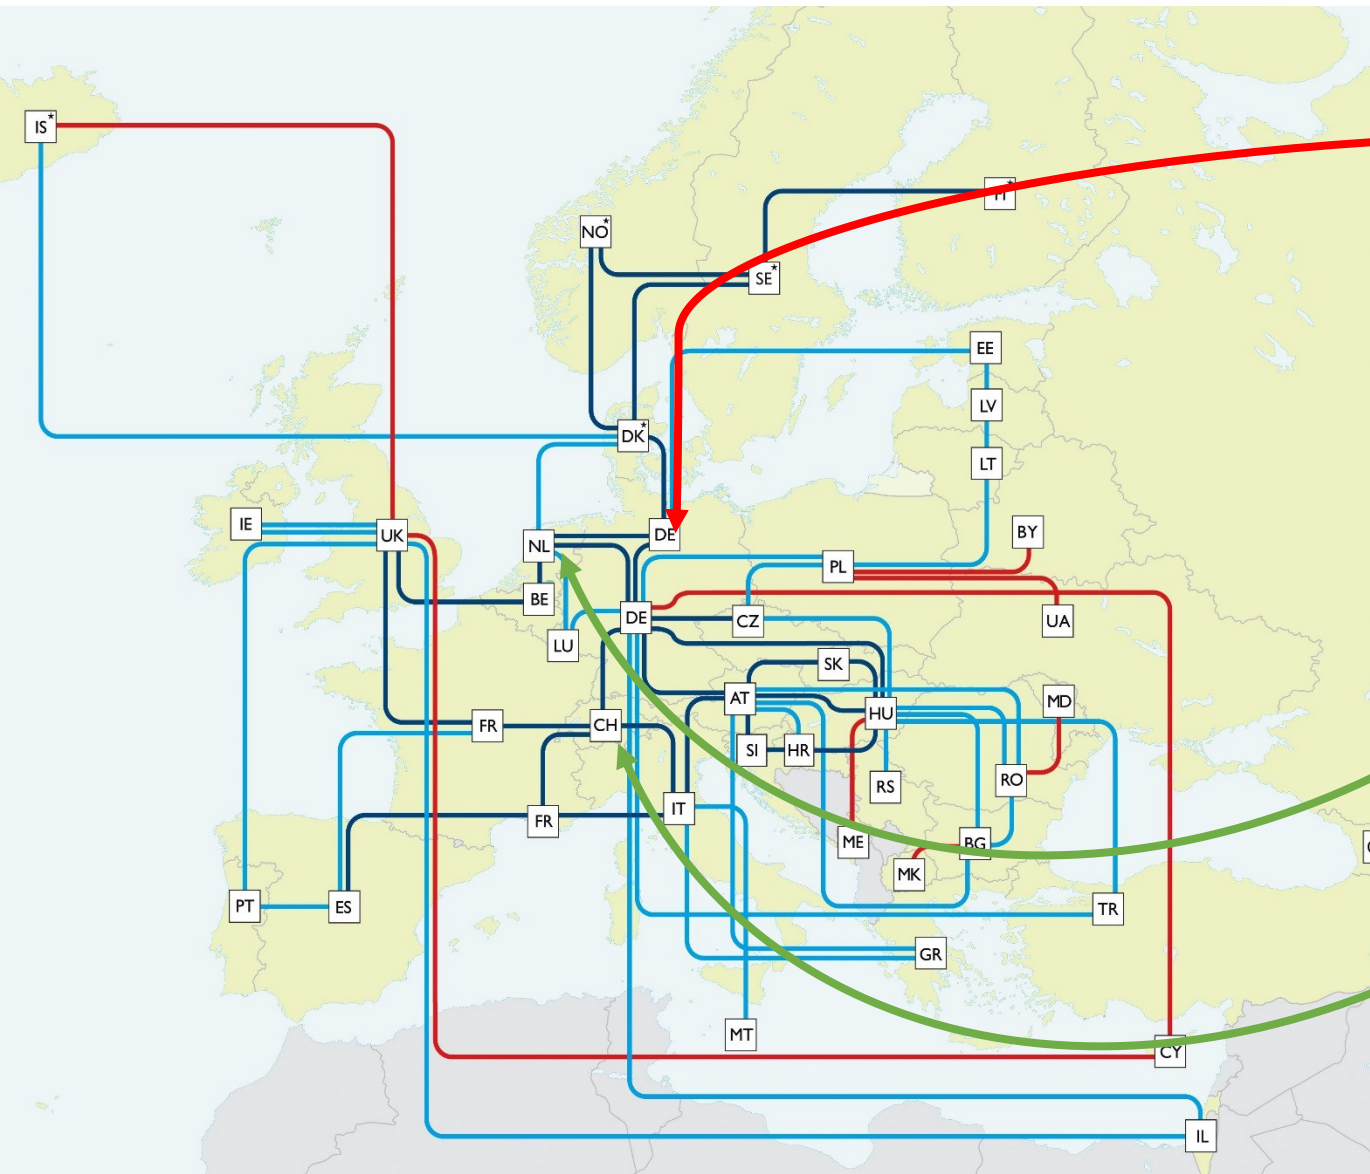 IS*
FI*
NO*
SE*
EE
LV
DK*
LT
IE
UK
DE
BY
NL
PL
BE
DE
CZ
UA
LU
SK
AT
MD
HU
FR
CH
SI
HR
RO
RS
IT
FR
ME
BG
MK
PT
ES
TR
GR
MT
CY
IL